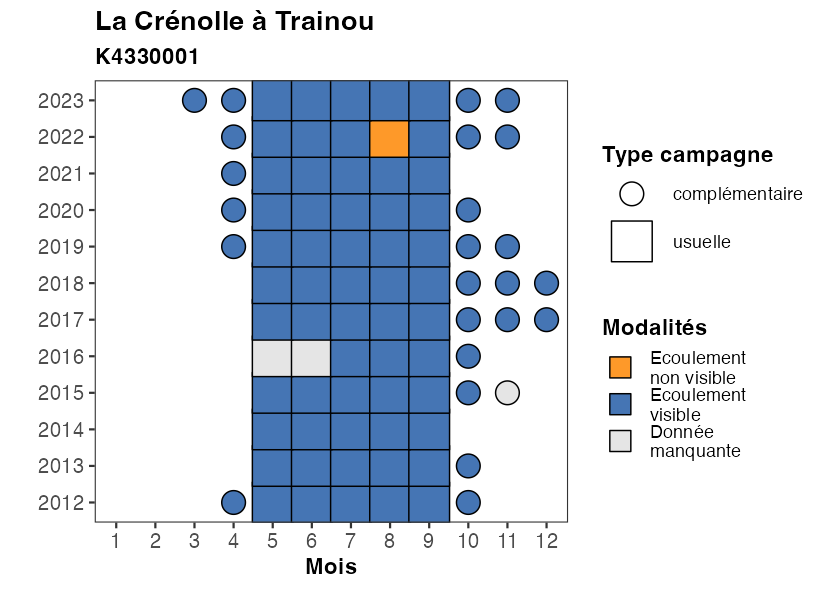 La Crénolle à Trainou
K4330001
2023
2022
2021
2020
2019
2018
2017
2016
2015
2014
2013
2012
1 2 3 4 5 6 7 8 9 10 11 12
Mois
Type campagne
complémentaire
usuelle
Modalités
Ecoulement
non visible
Ecoulement
visible
Donnée
manquante